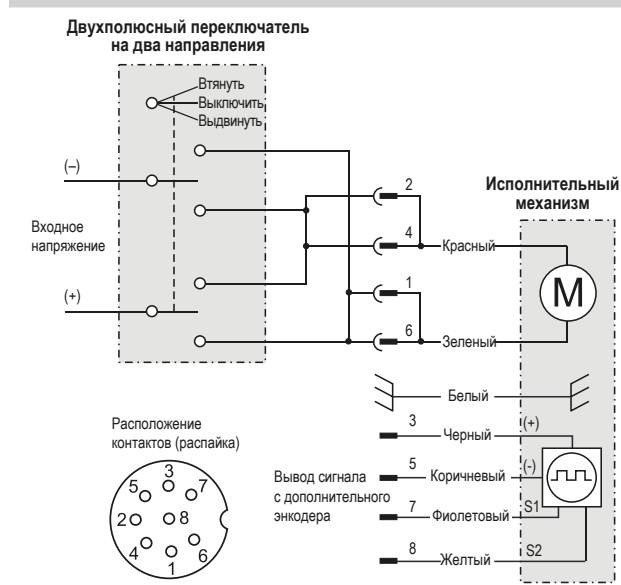 Двухполюсный переключатель
на два направления
Втянуть
Выключить
Выдвинуть
(–)
Входное
напряжение
(+)
2
4
Красный
1
6
Зеленый
Исполнительный
механизм
M
Белый
3
Черный
(+)
5
Коричневый
(-)
7
Фиолетовый
S1
8
Желтый
S2
Вывод сигнала
с дополнительного
энкодера
Расположение
контактов (распайка)
3
5
7
2
8
4
6
1